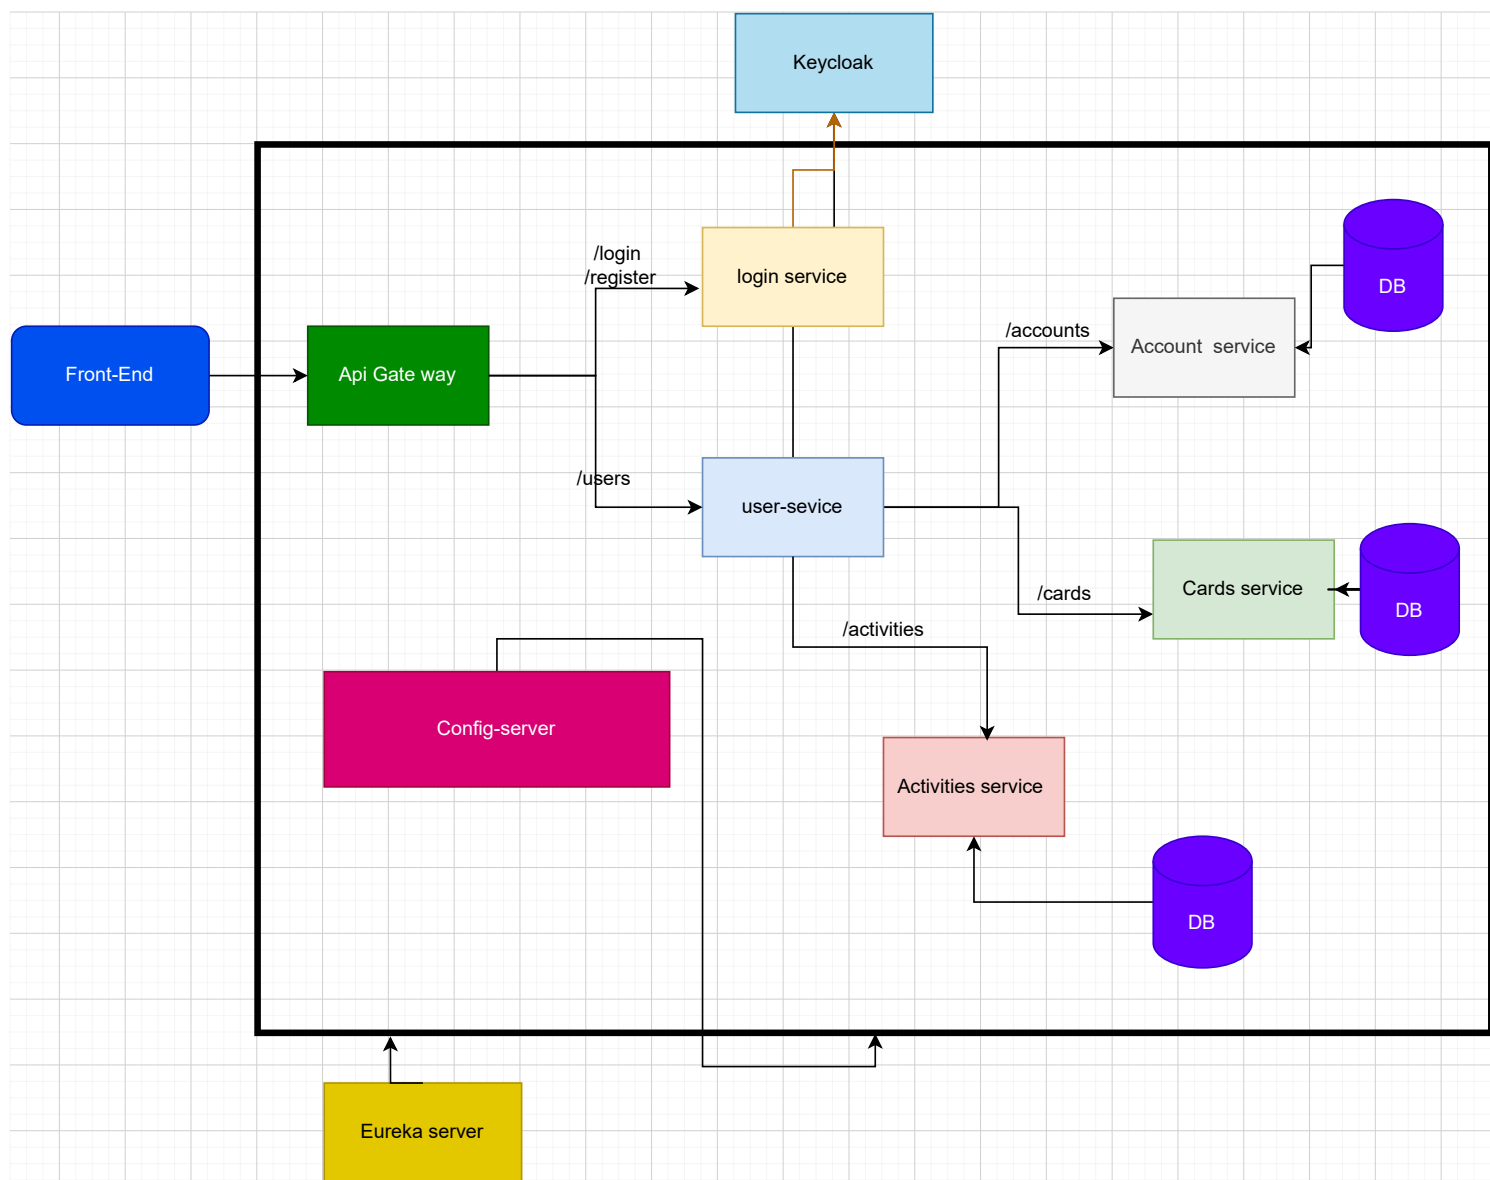 Keycloak
/login
/register
login service
DB
/accounts
Account  service
Front-End
Api Gate way
/users
user-sevice
/cards
Cards service
DB
/activities
Config-server
Activities service
DB
Eureka server